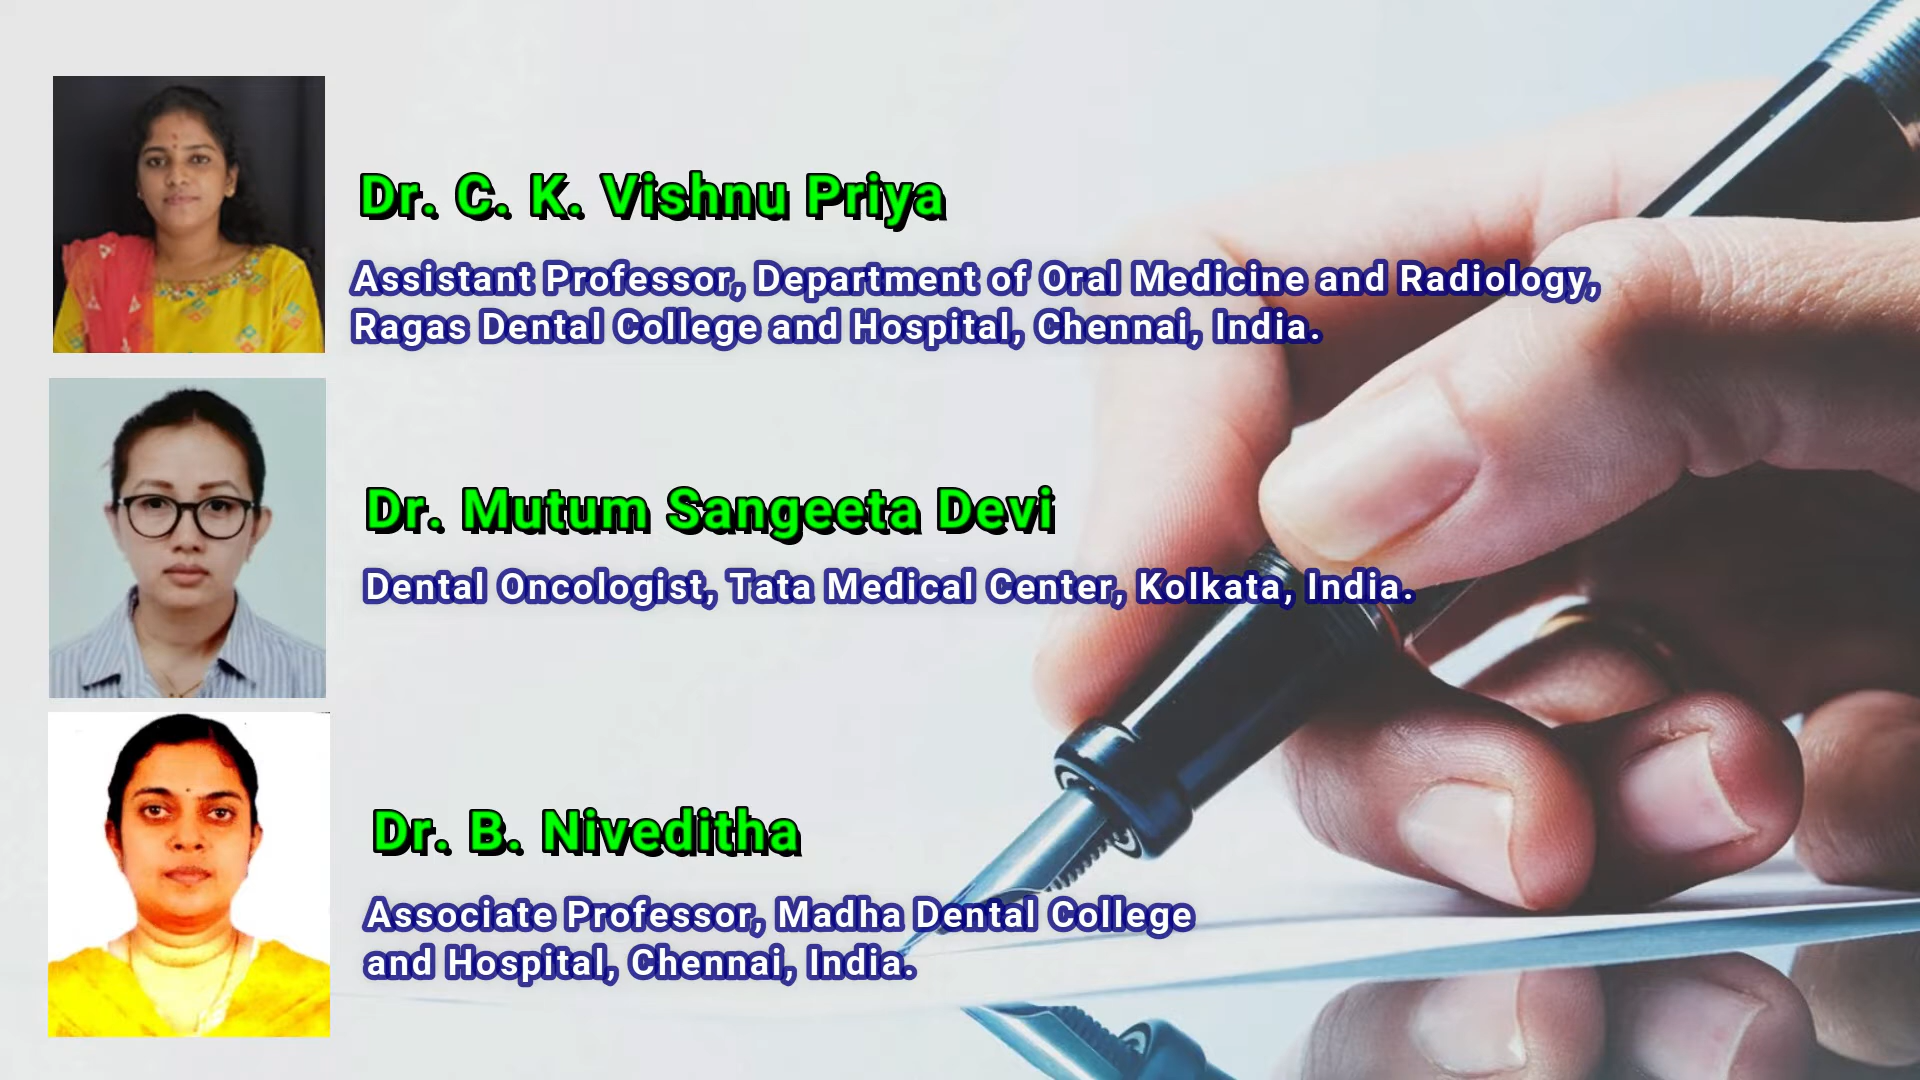 Dr. C. K. Vishnu Priya
Assistant Professor, Department of Oral Medicine and Radiology,
Ragas Dental College and Hospital, Chennai, India.
Dr. Mutum Sangeeta Devi
Dental Oncologist, Tata Medical Center, Kolkata, India.
Dr. B. Niveditha
Associate Professor, Madha Dental College
and Hospital, Chennai, India.